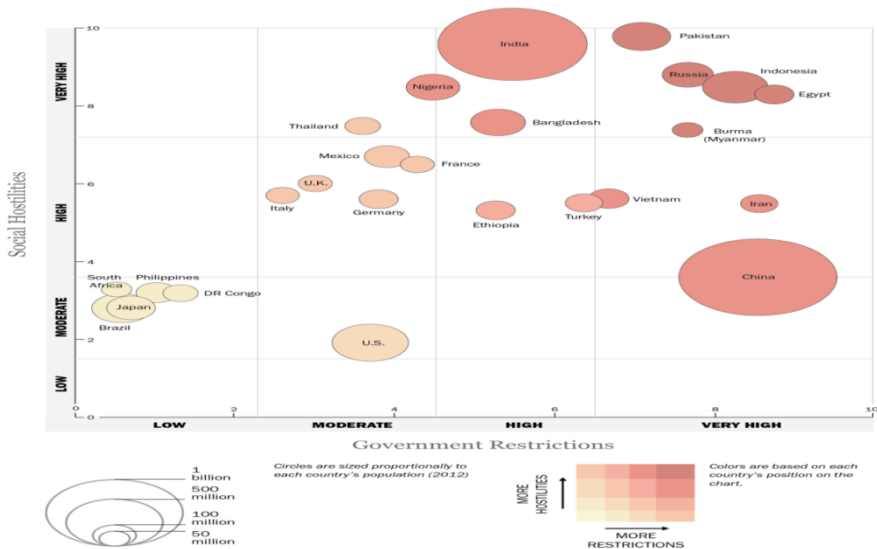 10
India
Pakistan
Russia
Indonesia
Egypt
VERY HIGH
Nigeria
8
Thailand
Bangladesh
Burma
(Myanmar)
Mexico
France
6
U.K.
Italy
Germany
Ethiopia
Turkey
Vietnam
Iran
HIGH
Social Hostilities
4
South
Africa
Philippines
DR Congo
China
Japan
Brazil
MODERATE
2
U.S.
LOW
0
0 2 4 6 8 10
LOW MODERATE HIGH VERY HIGH
Government Restrictions
1
billion
500
million
100
million
50
million
Circles are sized proportionally to
each country's population (2012)
MORE
HOSTILITIES
MORE
RESTRICTIONS
Colors are based on each
country's position on the
chart.